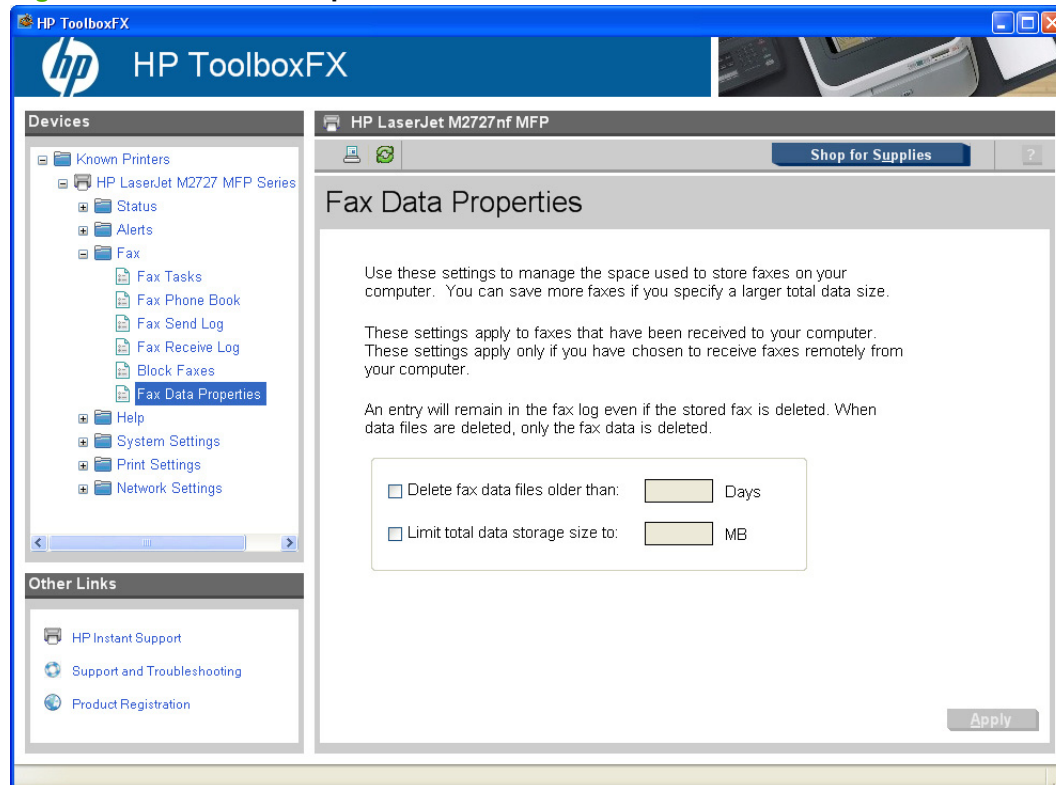 HP ToolboxFX
hp HP ToolboxFX
Devices
Known Printers
HP LaserJet M2727 MFP Series
Status
Alerts
Fax
Fax Tasks
Fax Phone Book
Fax Send Log
Fax Receive Log
Block Faxes
Fax Data Properties
Help
System Settings
Print Settings
Network Settings
Other Links
HP Instant Support
Support and Troubleshooting
Product Registration
HP LaserJet M2727nf MFP
Shop for Supplies ?
Fax Data Properties
Use these settings to manage the space used to store faxes on your
computer. You can save more faxes if you specify a larger total data size.
These settings apply to faxes that have been received to your computer.
These settings apply only if you have chosen to receive faxes remotely from
your computer.
An entry will remain in the fax log even if the stored fax is deleted. When
data files are deleted, only the fax data is deleted.
Delete fax data files older than: Days
Limit total data storage size to: MB
Apply